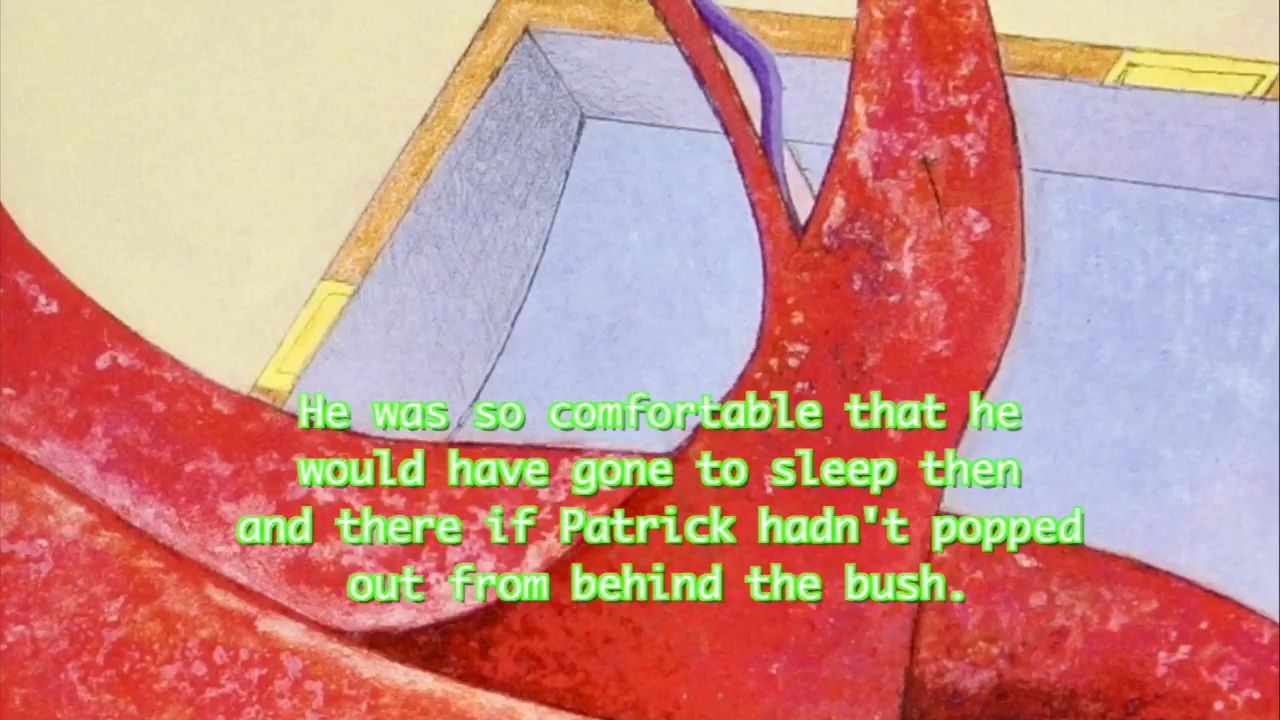 He was so comfortable that he
would have gone to sleep then
and there if Patrick hadn't popped
out from behind the bush.